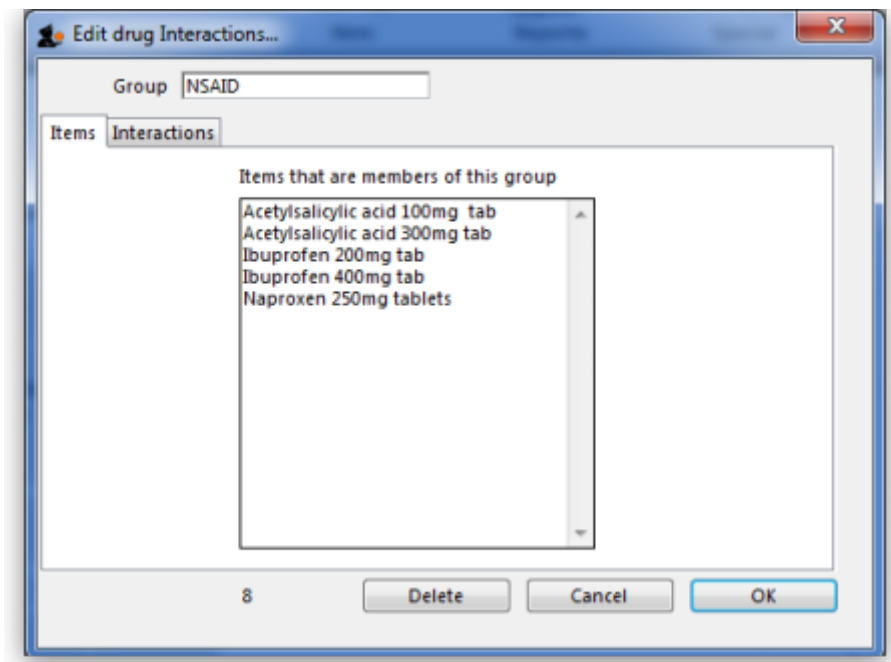 Edit drug Interactions...
Group NSAID
Items Interactions
Items that are members of this group
Acetylsalicylic acid 100mg  tab
Acetylsalicylic acid 300mg tab
Ibuprofen 200mg tab
Ibuprofen 400mg tab
Naproxen 250mg tablets
8 Delete Cancel OK